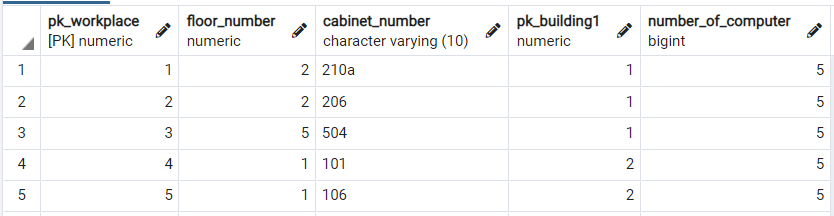 pk_workplace floor_number cabinet_number pk_building1 number_of_computer
[PK] numeric numeric character varying (10) numeric bigint
1 1 2 210a 1 5
2 2 2 206 1 5
3 3 5 504 1 5
4 4 1 101 2 5
5 5 1 106 2 5